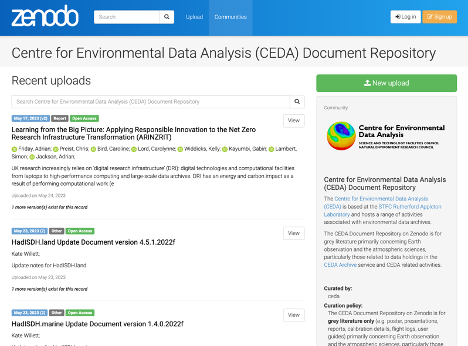 zenodo
Search
Upload
Communities
Log in
Sign up
Centre for Environmental Data Analysis (CEDA) Document Repository
Recent uploads
Search Centre for Environmental Data Analysis (CEDA) Document Repository
May 17, 2023 (v2) Report Open Access
View
Learning from the Big Picture: Applying Responsible Innovation to the Net Zero
Research Infrastructure Transformation (ARINZRIT)
Friday, Adrian; Preist, Chris; Bird, Caroline; Lord, Carolynne; Widdicks, Kelly; Kayumbi, Gabin; Lambert,
Simon; Jackson, Adrian;
UK research increasingly relies on 'digital research infrastructure' (DRI): digital technologies and computational facilities
from laptops to high-performance computing and large-scale data archives. DRI has an energy and carbon impact as a
result of performing computational work (e
Uploaded on May 24, 2023
1 more version(s) exist for this record
May 23, 2023 Other Open Access
View
HadISDH.land Update Document version 4.5.1.2022f
Kate Willett;
Update notes for HadISDH.land
Uploaded on May 23, 2023
1 more version(s) exist for this record
May 23, 2023 Other Open Access
View
HadISDH.marine Update Document version 1.4.0.2022f
Kate Willett;
New upload
Community
Centre for Environmental
Data Analysis
SCIENCE AND TECHNOLOGY FACILITIES COUNCIL
NATURAL ENVIRONMENT RESEARCH COUNCIL
Centre for Environmental Data Analysis
(CEDA) Document Repository
The Centre for Environmental Data Analysis
(CEDA) is based at the STFC Rutherford Appleton
Laboratory and hosts a range of activities
associated with environmental data archives.
The CEDA Document Repository on Zenodo is for
grey literature primarily concerning Earth
observation and the atmospheric sciences,
particularly those related to data holdings in the
CEDA Archive service and CEDA related activities.
Curated by:
ceda
Curation policy:
The CEDA Document Repository on Zenodo is for
grey literature only (e.g. poster, presentations,
reports, calibration details, flight logs, user
guides) primarily concerning Earth observation
and the atmospheric sciences, particularly those